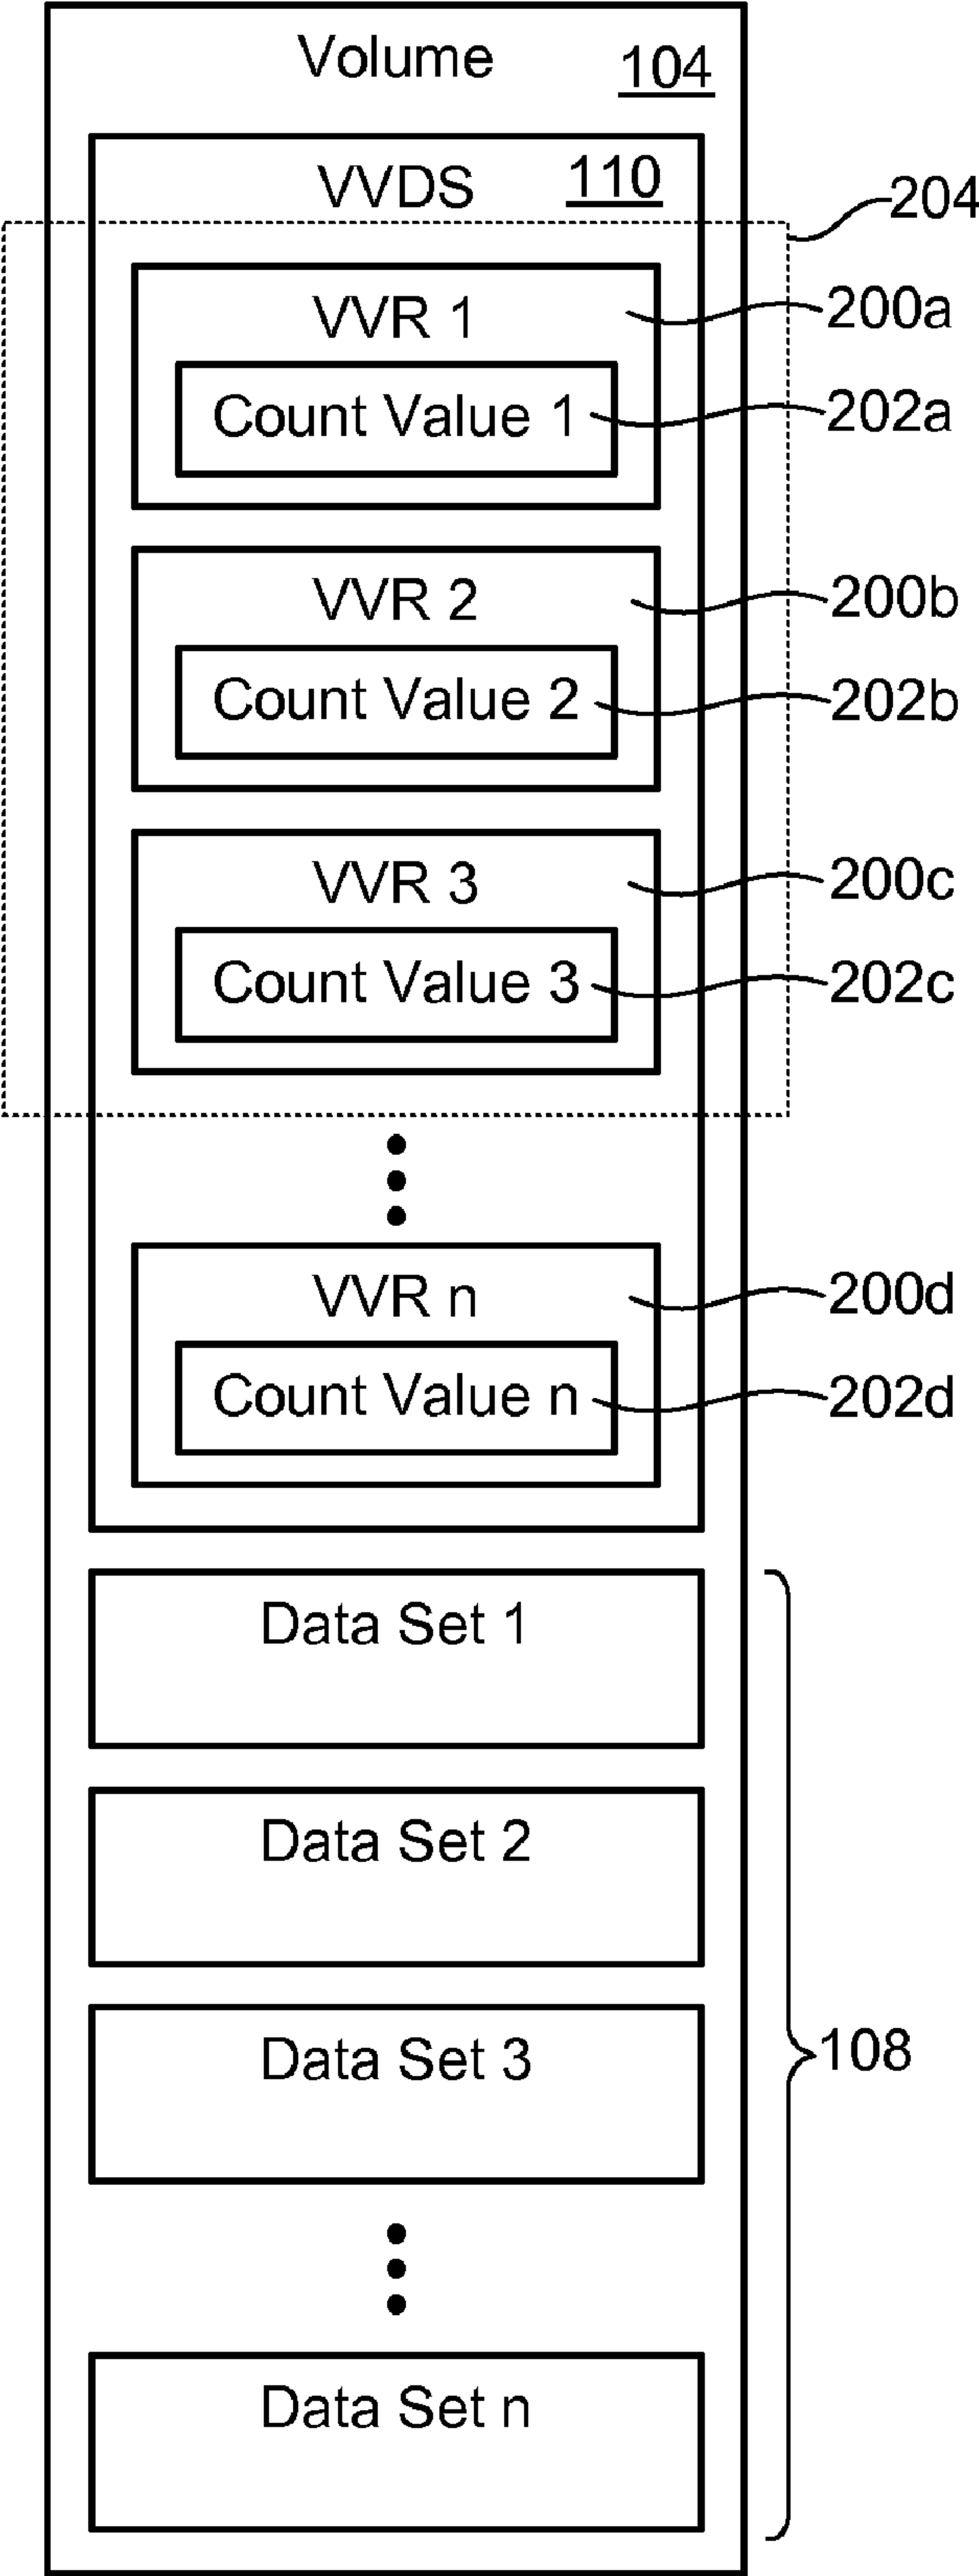 Volume 104
VVDS 110
204
VVR 1 200a
Count Value 1 202a
VVR 2 200b
Count Value 2 202b
VVR 3 200c
Count Value 3 202c
VVR n 200d
Count Value n 202d
Data Set 1
Data Set 2
Data Set 3
108
Data Set n